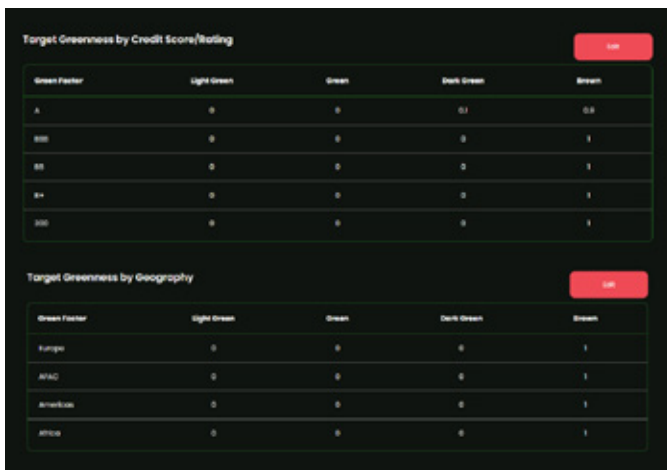 Target Greenness by Credit Score/Rating
Edit
Green Factor Light Green Green Dark Green Brown
A 0 0 0.1 0.9
BBB 0 0 0 1
BB 0 0 0 1
B+ 0 0 0 1
300 0 0 0 1
Target Greenness by Geography
Edit
Green Factor Light Green Green Dark Green Brown
Europe 0 0 0 1
APAC 0 0 0 1
Americas 0 0 0 1
Africa 0 0 0 1